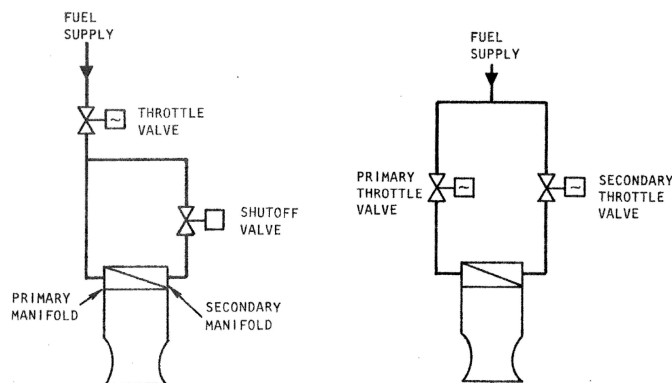 FUEL
SUPPLY
THROTTLE
VALVE
SHUTOFF
VALVE
PRIMARY
MANIFOLD
SECONDARY
MANIFOLD
FUEL
SUPPLY
PRIMARY
THROTTLE
VALVE
SECONDARY
THROTTLE
VALVE